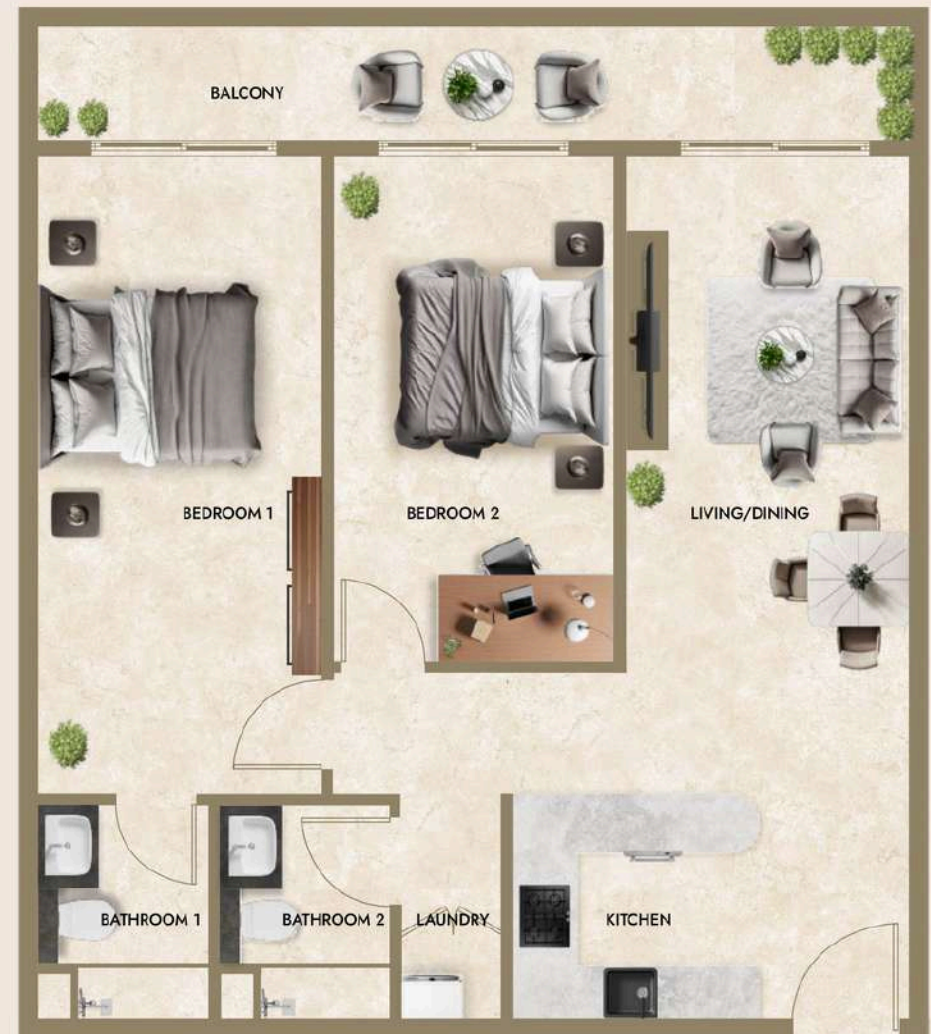 BALCONY
BEDROOM 1
BEDROOM 2
LIVING/DINING
BATHROOM 1
BATHROOM 2
LAUNDRY
KITCHEN